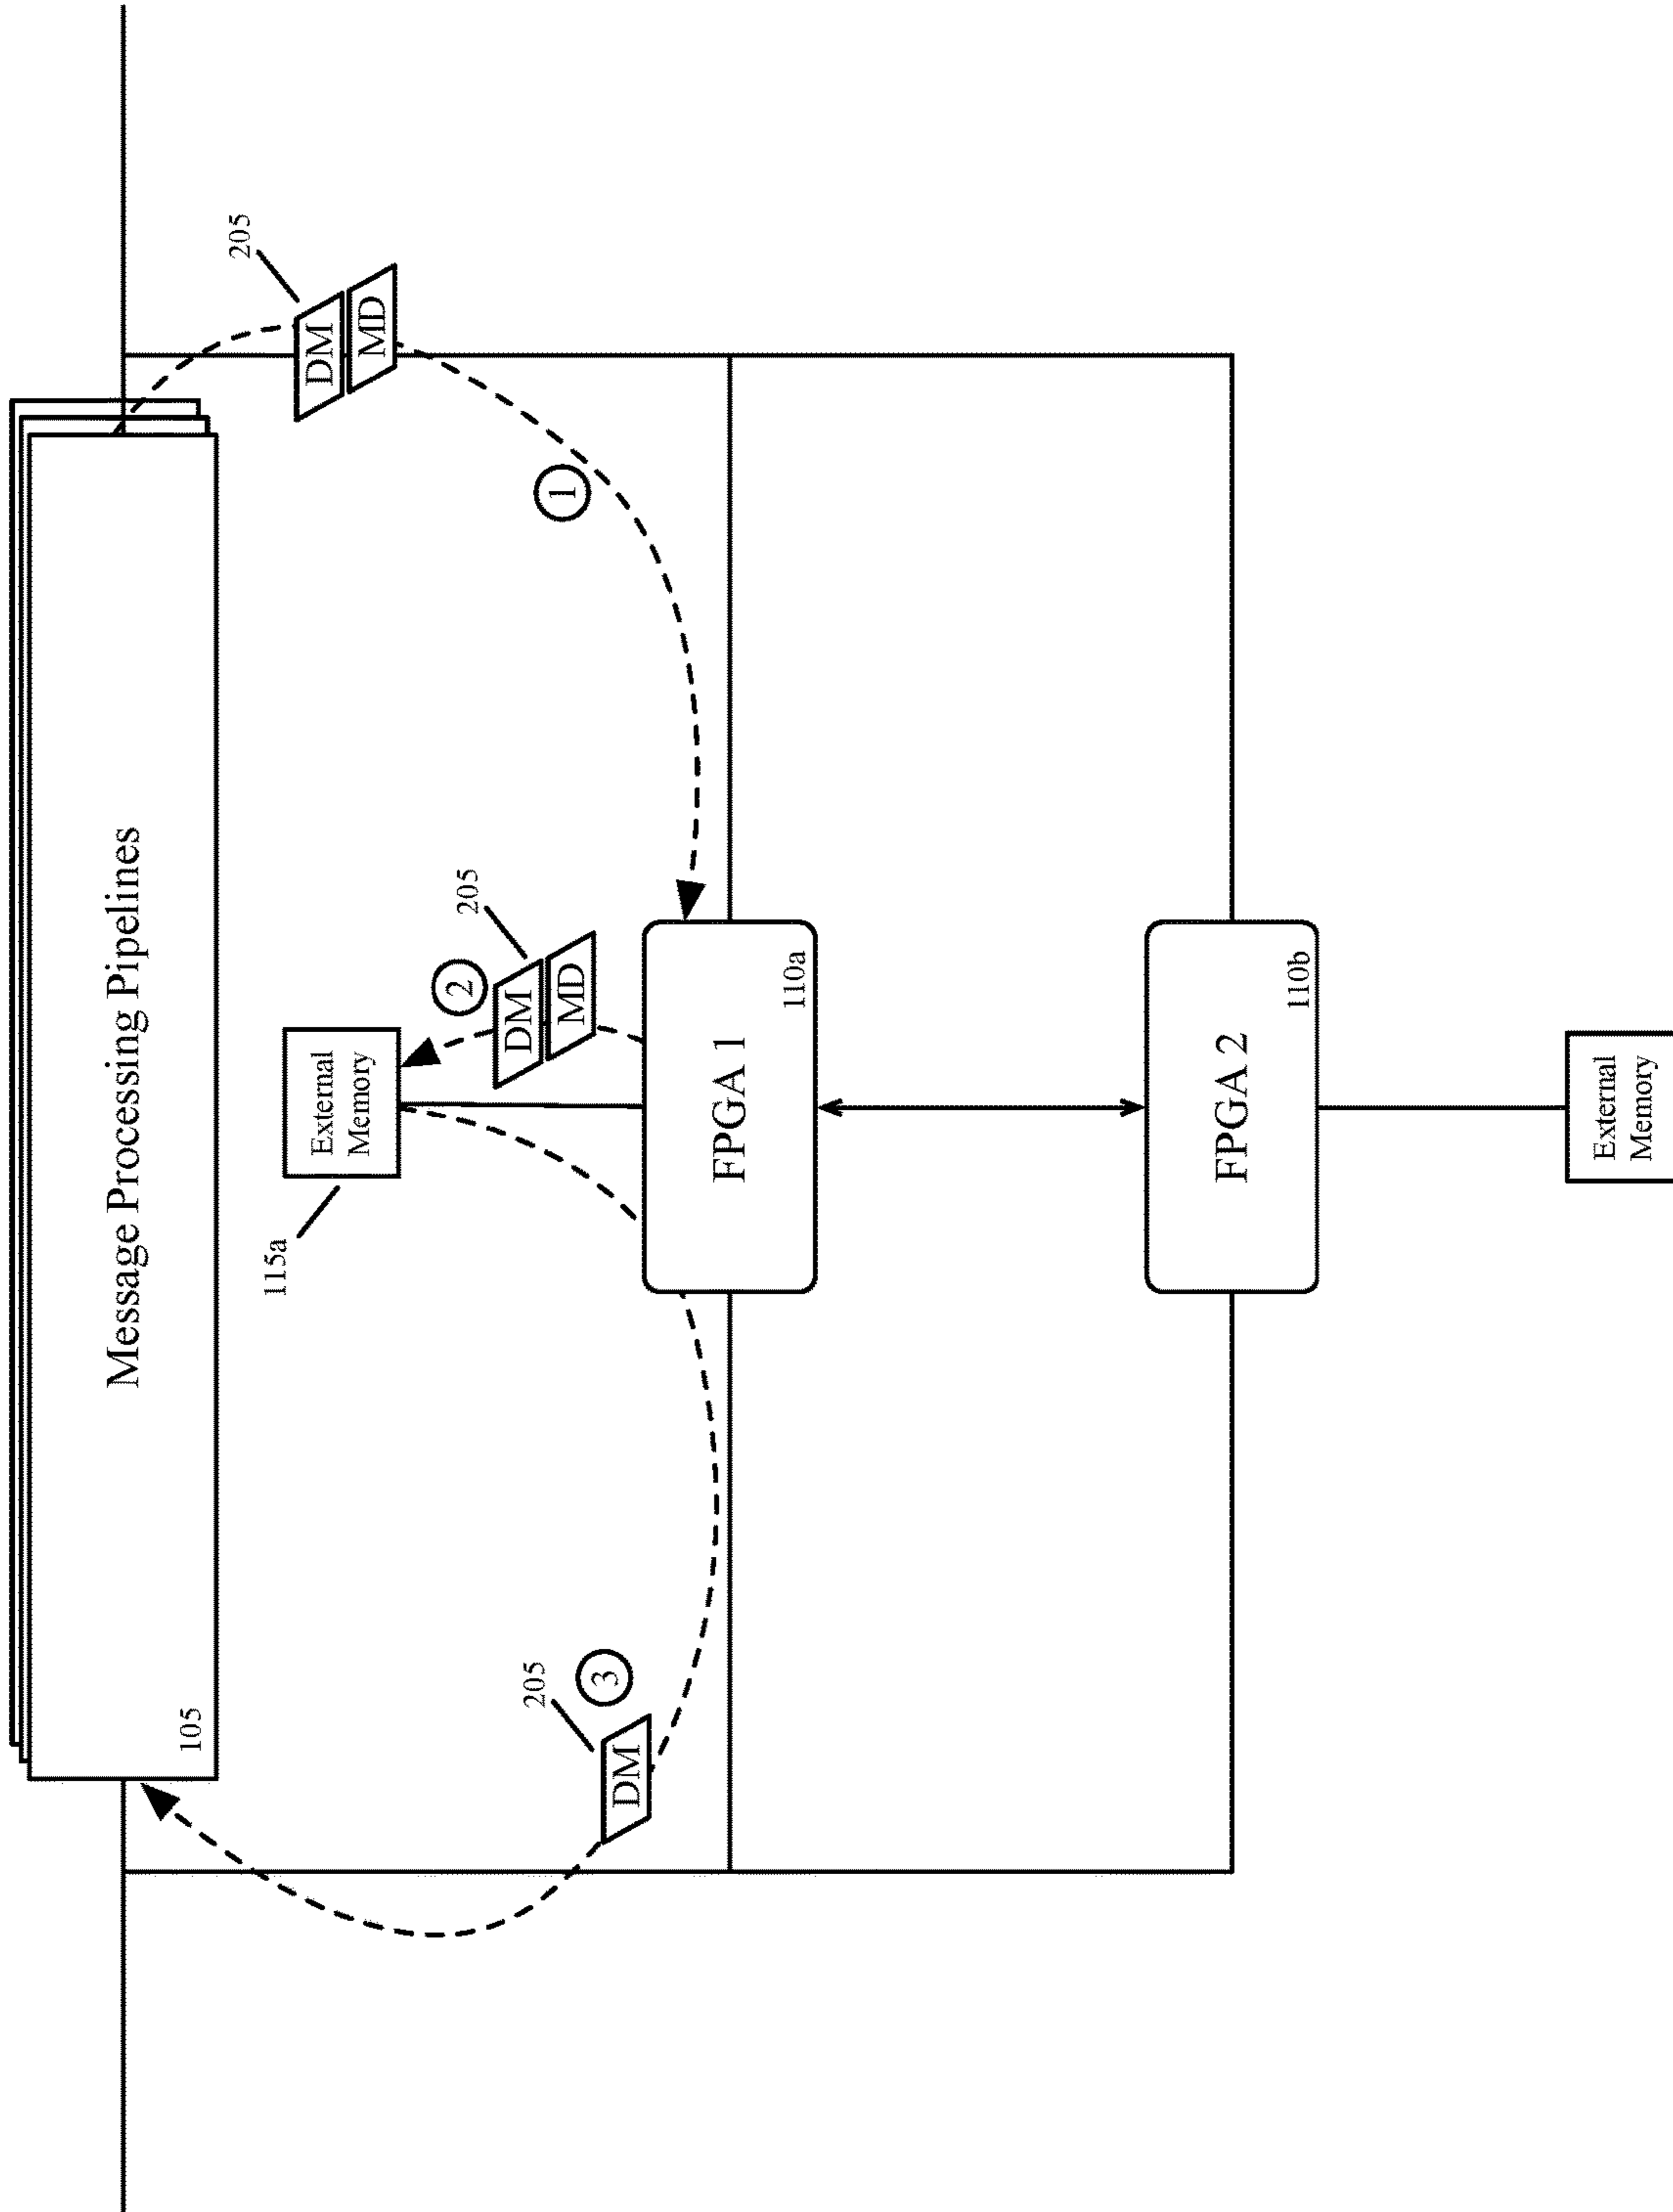 Message Processing Pipelines
105
205
DM
MD
115a
External
Memory
1
2
205
DM
MD
205
3
DM
FPGA 1
110a
FPGA 2
110b
External
Memory